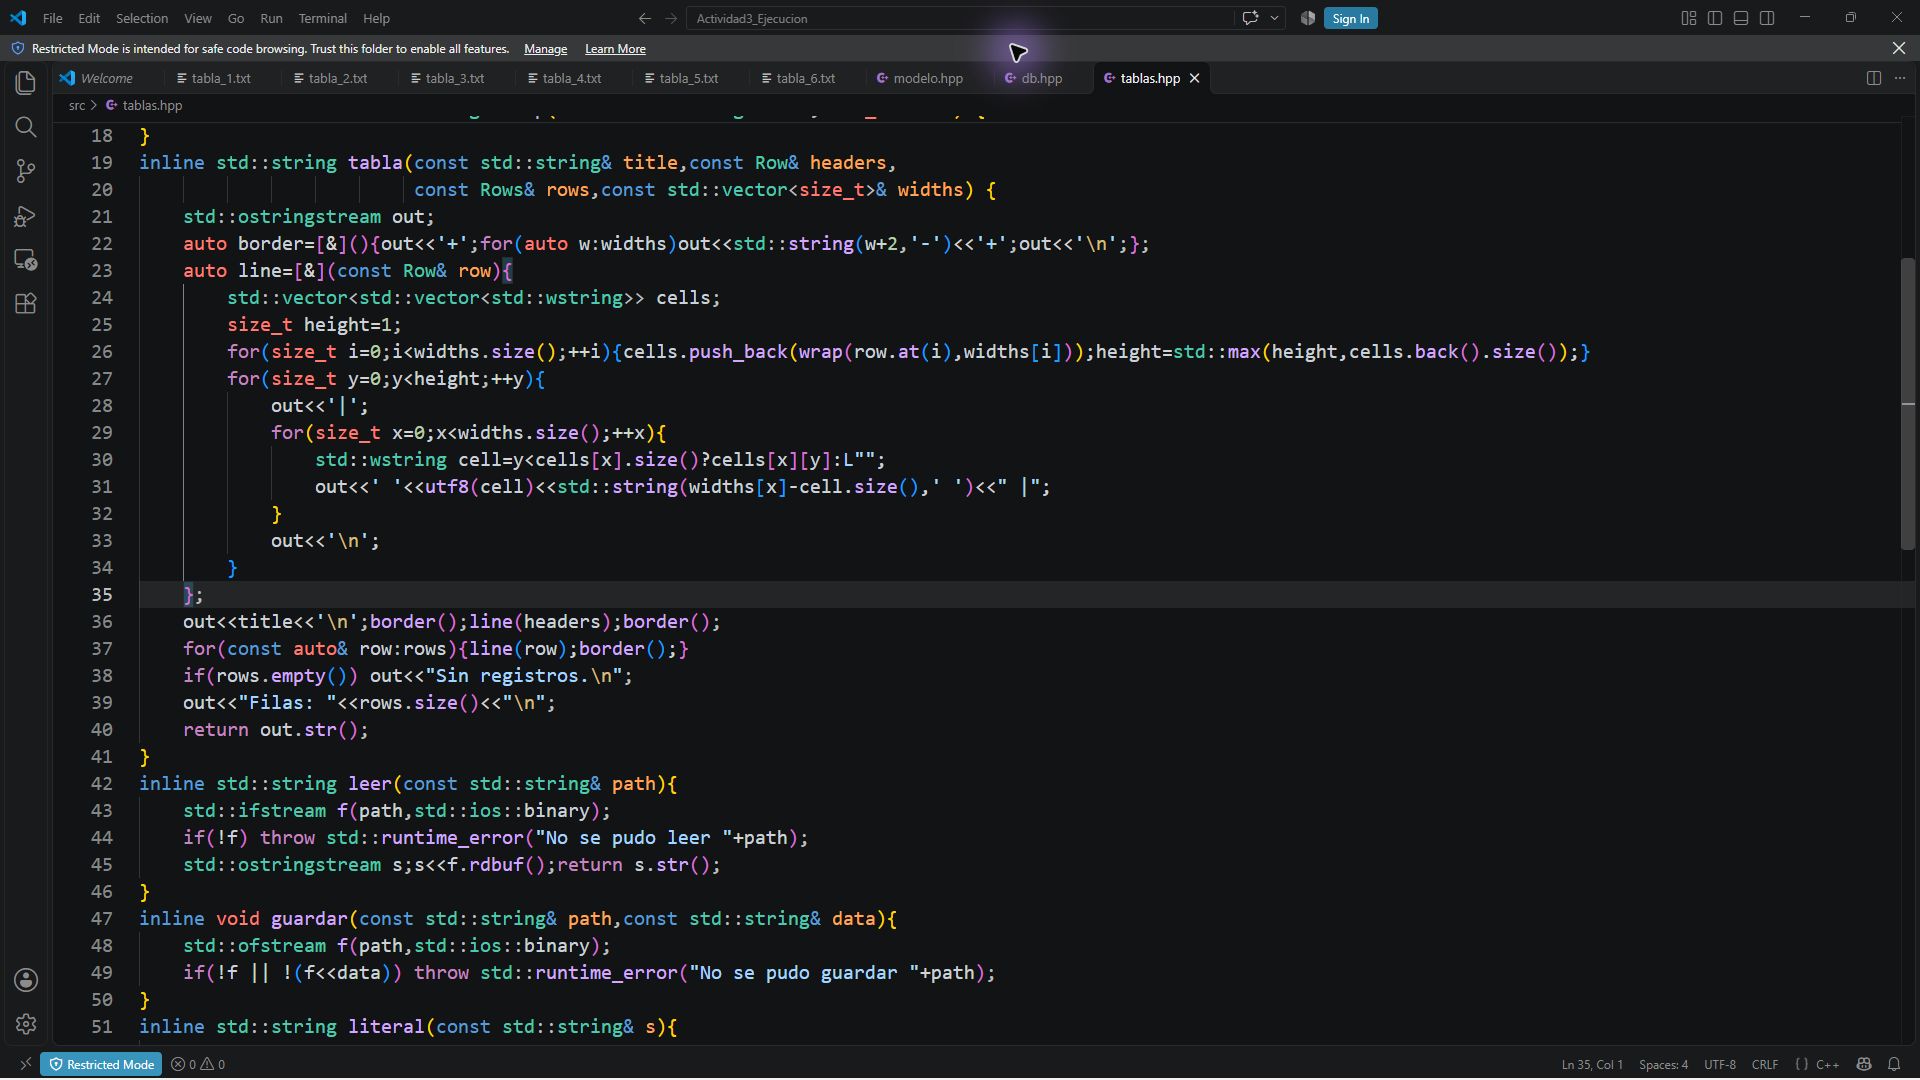 File Edit Selection View Go Run Terminal Help Actividad3_Ejecucion Sign In
Restricted Mode is intended for safe code browsing. Trust this folder to enable all features. Manage Learn More
Welcome tabla_1.txt tabla_2.txt tabla_3.txt tabla_4.txt tabla_5.txt tabla_6.txt modelo.hpp db.hpp tablas.hpp
src > tablas.hpp
18 }
19 inline std::string tabla(const std::string& title,const Row& headers,
20                          const Rows& rows,const std::vector<size_t>& widths) {
21     std::ostringstream out;
22     auto border=[&](){out<<'+';for(auto w:widths)out<<std::string(w+2,'-')<<'+';out<<'\n';};
23     auto line=[&](const Row& row){
24         std::vector<std::vector<std::wstring>> cells;
25         size_t height=1;
26         for(size_t i=0;i<widths.size();++i){cells.push_back(wrap(row.at(i),widths[i]));height=std::max(height,cells.back().size());}
27         for(size_t y=0;y<height;++y){
28             out<<'|';
29             for(size_t x=0;x<widths.size();++x){
30                 std::wstring cell=y<cells[x].size()?cells[x][y]:L"";
31                 out<<' '<<utf8(cell)<<std::string(widths[x]-cell.size(),' ')<<" |";
32             }
33             out<<'\n';
34         }
35     };
36     out<<title<<'\n';border();line(headers);border();
37     for(const auto& row:rows){line(row);border();}
38     if(rows.empty()) out<<"Sin registros.\n";
39     out<<"Filas: "<<rows.size()<<"\n";
40     return out.str();
41 }
42 inline std::string leer(const std::string& path){
43     std::ifstream f(path,std::ios::binary);
44     if(!f) throw std::runtime_error("No se pudo leer "+path);
45     std::ostringstream s;s<<f.rdbuf();return s.str();
46 }
47 inline void guardar(const std::string& path,const std::string& data){
48     std::ofstream f(path,std::ios::binary);
49     if(!f || !(f<<data)) throw std::runtime_error("No se pudo guardar "+path);
50 }
51 inline std::string literal(const std::string& s){
Restricted Mode 0 0 Ln 35, Col 1 Spaces: 4 UTF-8 CRLF {} C++